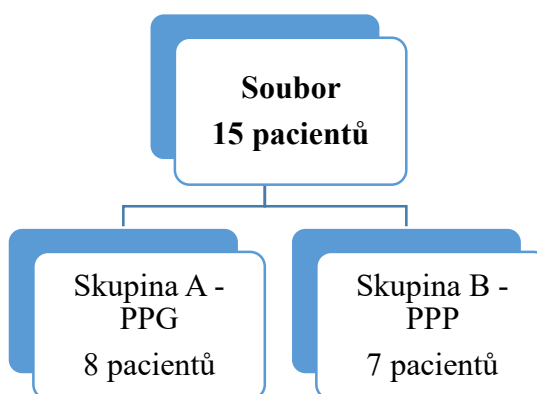 Soubor
15 pacientů
Skupina A -
PPG
8 pacientů
Skupina B -
PPP
7 pacientů